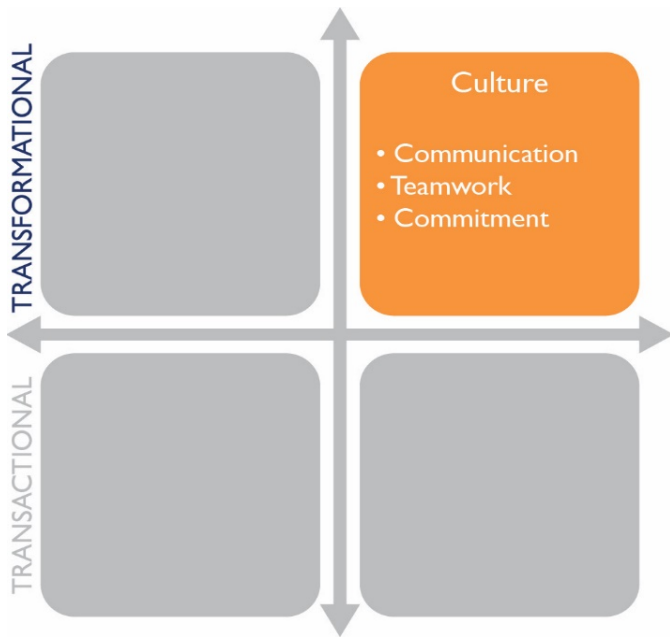 TRANSFORMATIONAL
Culture
• Communication
• Teamwork
• Commitment
TRANSACTIONAL